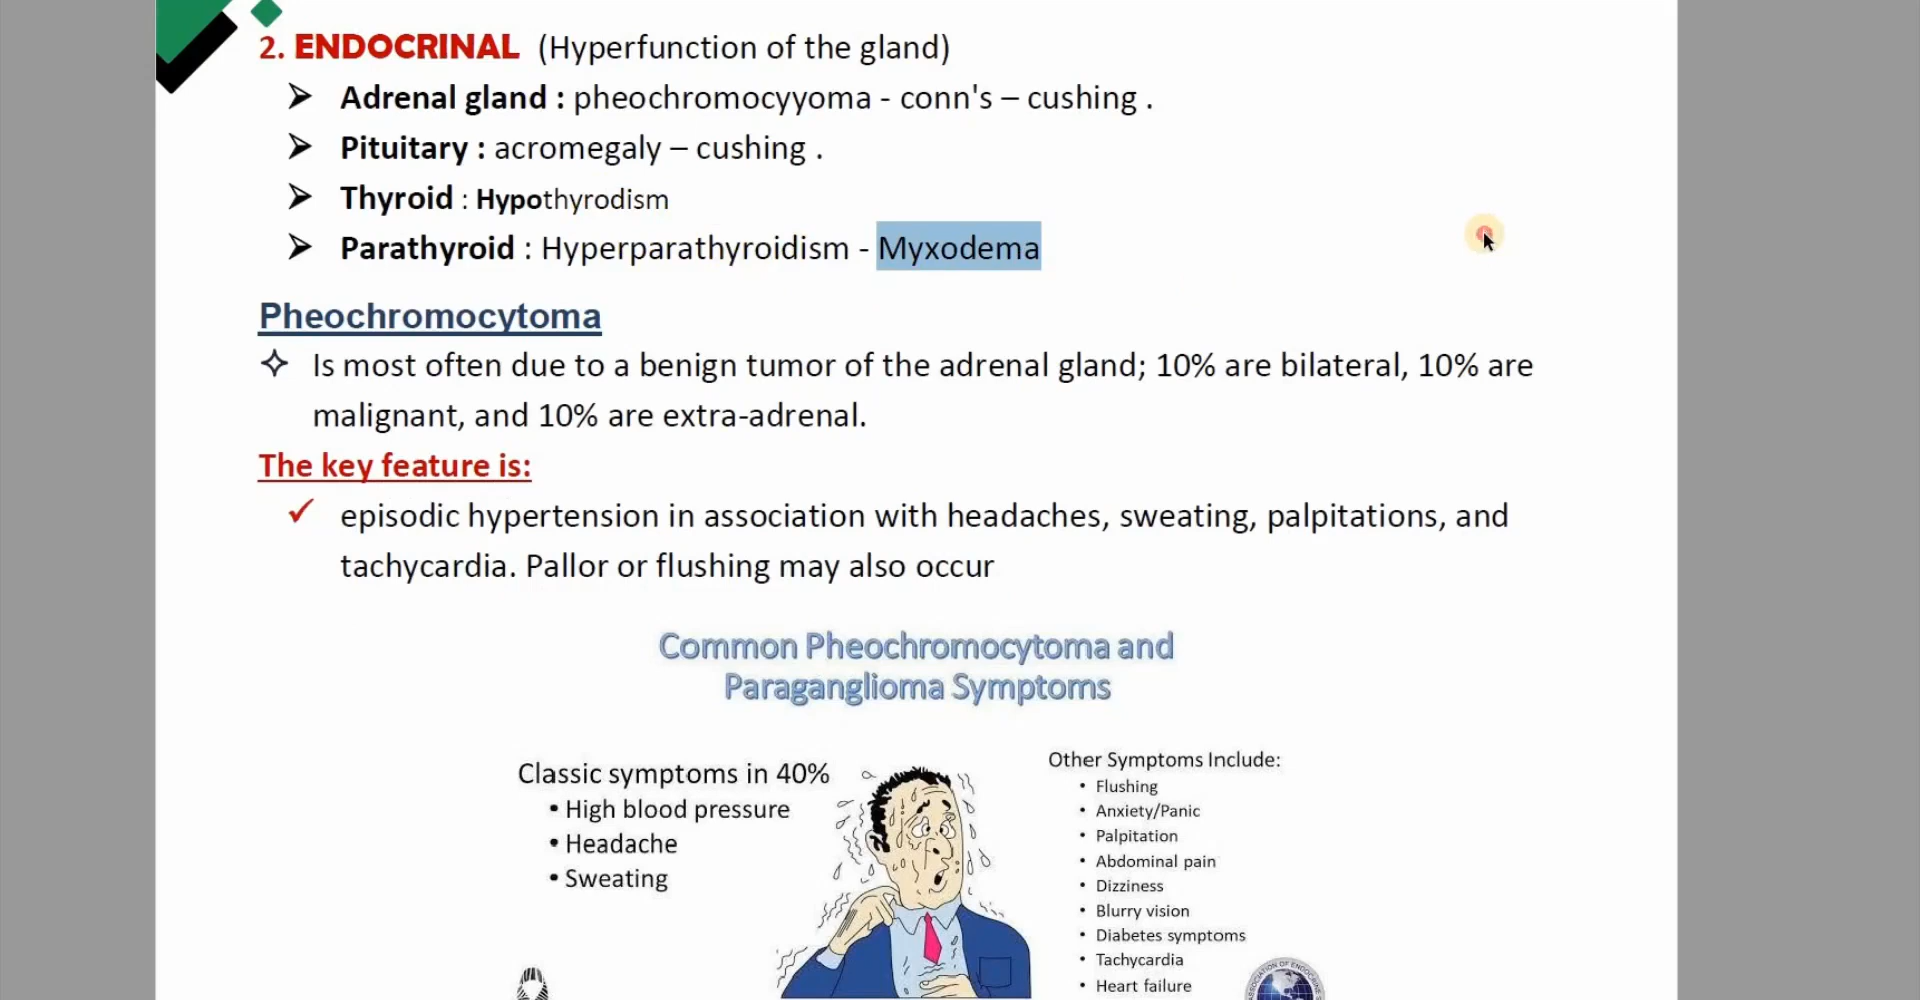 2. ENDOCRINAL (Hyperfunction of the gland)
➢ Adrenal gland : pheochromocyyoma - conn's – cushing .
➢ Pituitary : acromegaly – cushing .
➢ Thyroid : Hypothyrodism
➢ Parathyroid : Hyperparathyroidism - Myxodema
Pheochromocytoma
✧ Is most often due to a benign tumor of the adrenal gland; 10% are bilateral, 10% are
malignant, and 10% are extra-adrenal.
The key feature is:
✓ episodic hypertension in association with headaches, sweating, palpitations, and
tachycardia. Pallor or flushing may also occur
Common Pheochromocytoma and
Paraganglioma Symptoms
Classic symptoms in 40%
• High blood pressure
• Headache
• Sweating
Other Symptoms Include:
• Flushing
• Anxiety/Panic
• Palpitation
• Abdominal pain
• Dizziness
• Blurry vision
• Diabetes symptoms
• Tachycardia
• Heart failure